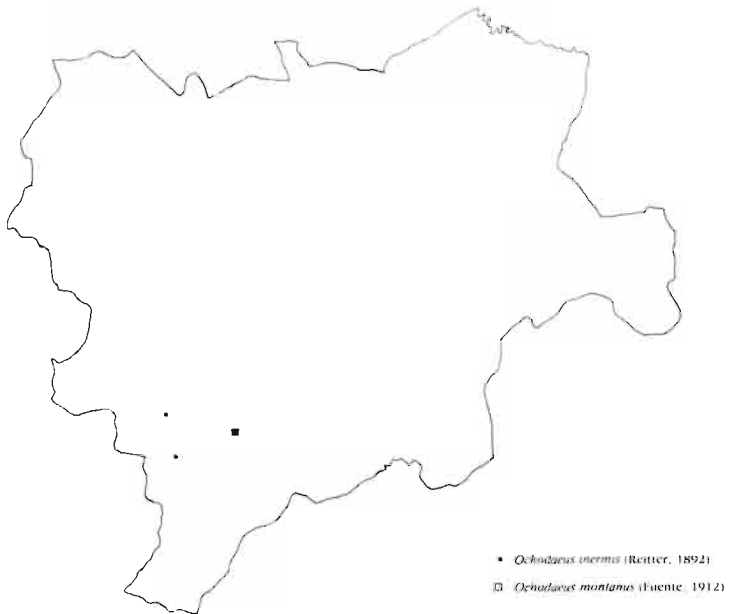 Ochodaeus inermis (Reitter, 1892)
Ochodaeus montanus (Fuente, 1912)